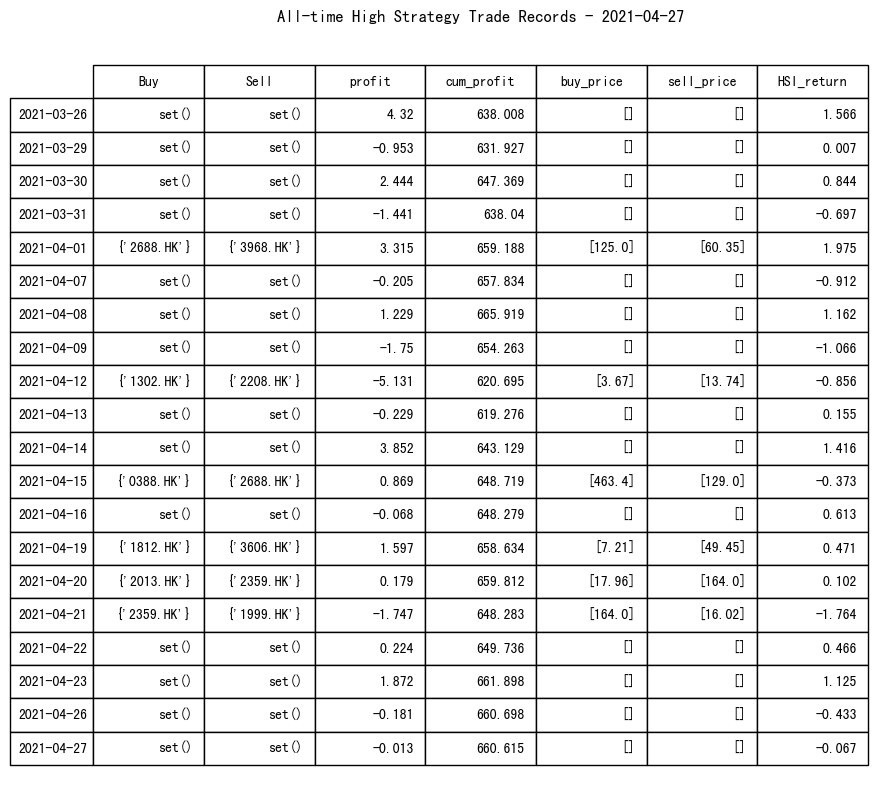 All-time High Strategy Trade Records - 2021-04-27
Buy Sell profit cum_profit buy_price sell_price HSI_return
2021-03-26 set() set() 4.32 638.008 [] [] 1.566
2021-03-29 set() set() -0.953 631.927 [] [] 0.007
2021-03-30 set() set() 2.444 647.369 [] [] 0.844
2021-03-31 set() set() -1.441 638.04 [] [] -0.697
2021-04-01 {'2688.HK'} {'3968.HK'} 3.315 659.188 [125.0] [60.35] 1.975
2021-04-07 set() set() -0.205 657.834 [] [] -0.912
2021-04-08 set() set() 1.229 665.919 [] [] 1.162
2021-04-09 set() set() -1.75 654.263 [] [] -1.066
2021-04-12 {'1302.HK'} {'2208.HK'} -5.131 620.695 [3.67] [13.74] -0.856
2021-04-13 set() set() -0.229 619.276 [] [] 0.155
2021-04-14 set() set() 3.852 643.129 [] [] 1.416
2021-04-15 {'0388.HK'} {'2688.HK'} 0.869 648.719 [463.4] [129.0] -0.373
2021-04-16 set() set() -0.068 648.279 [] [] 0.613
2021-04-19 {'1812.HK'} {'3606.HK'} 1.597 658.634 [7.21] [49.45] 0.471
2021-04-20 {'2013.HK'} {'2359.HK'} 0.179 659.812 [17.96] [164.0] 0.102
2021-04-21 {'2359.HK'} {'1999.HK'} -1.747 648.283 [164.0] [16.02] -1.764
2021-04-22 set() set() 0.224 649.736 [] [] 0.466
2021-04-23 set() set() 1.872 661.898 [] [] 1.125
2021-04-26 set() set() -0.181 660.698 [] [] -0.433
2021-04-27 set() set() -0.013 660.615 [] [] -0.067